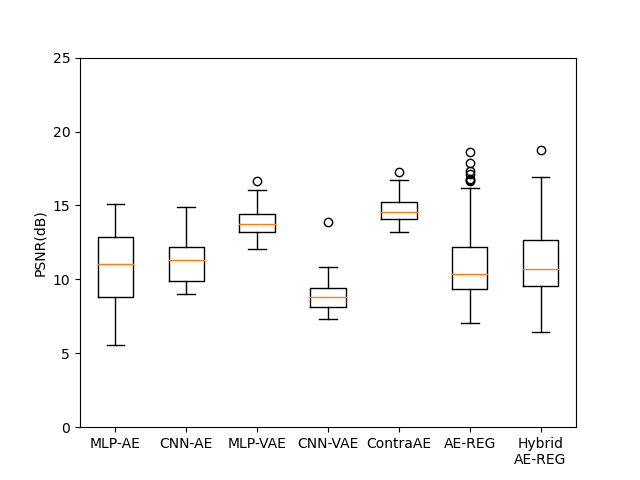 25
20
15
10
5
0
PSNR(dB)
MLP-AE
CNN-AE
MLP-VAE
CNN-VAE
ContraAE
AE-REG
Hybrid
AE-REG